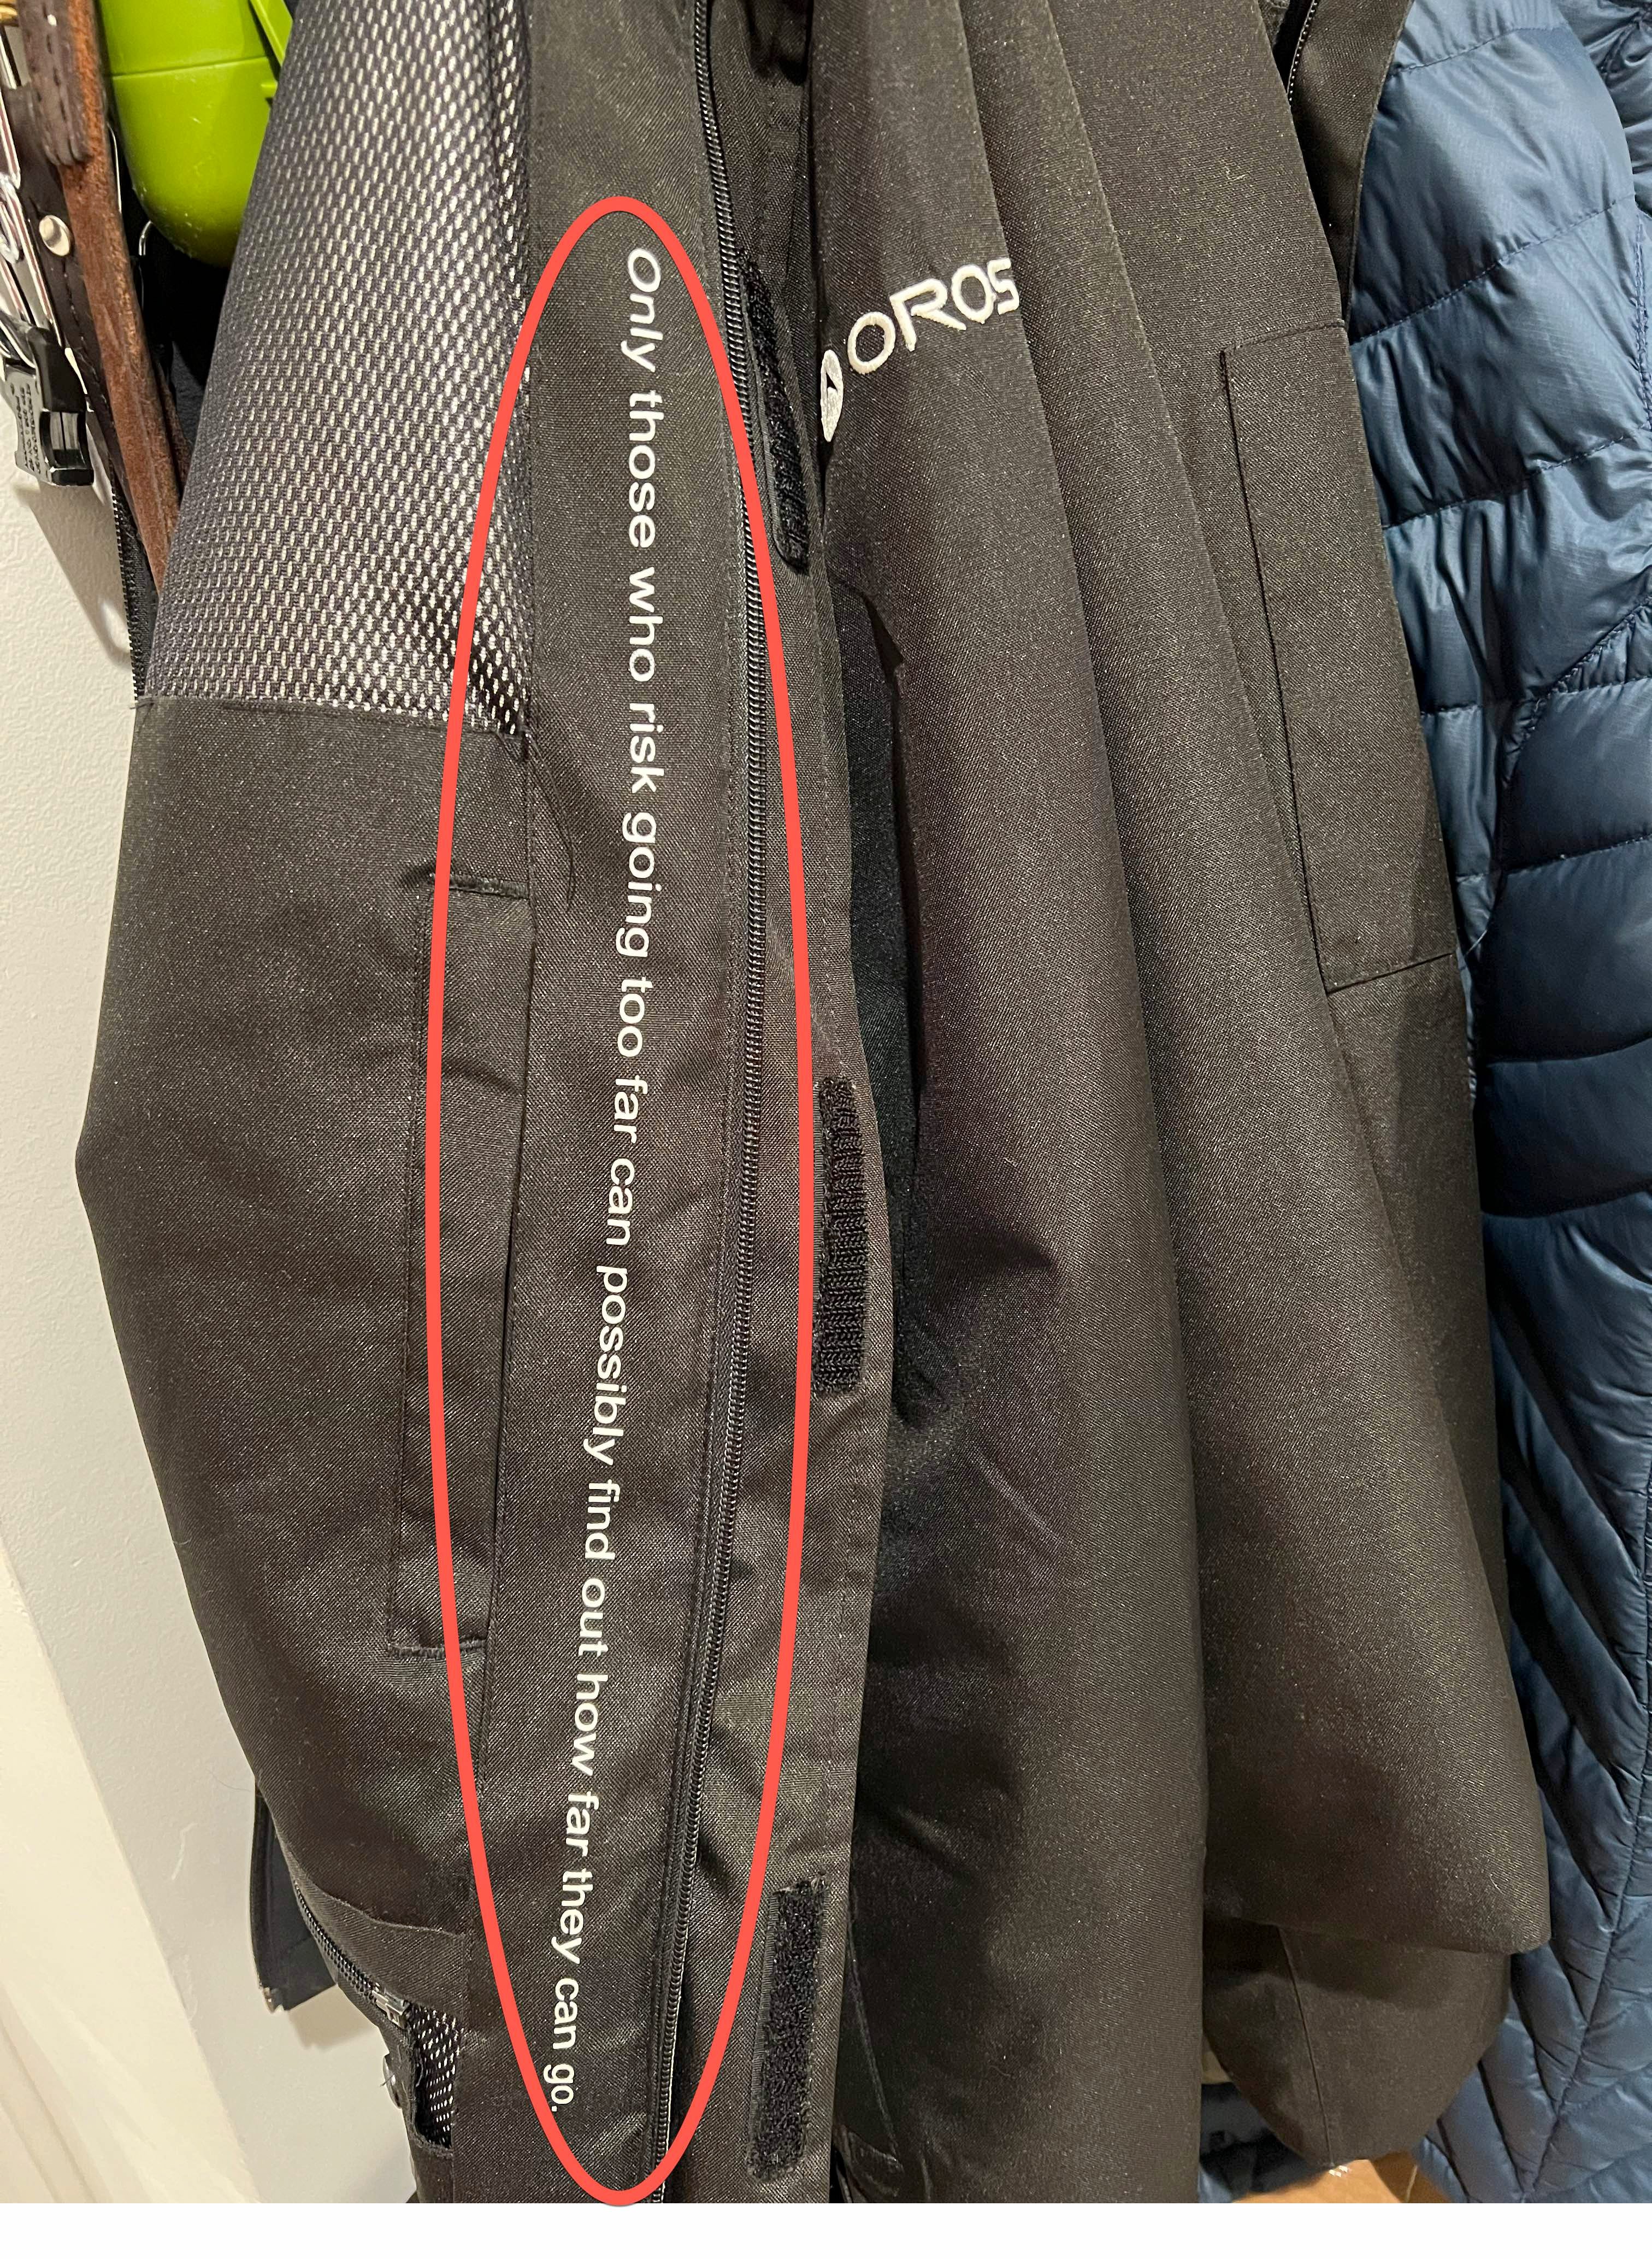 Only those who risk going too far can possibly find out how far they can go.
OROS